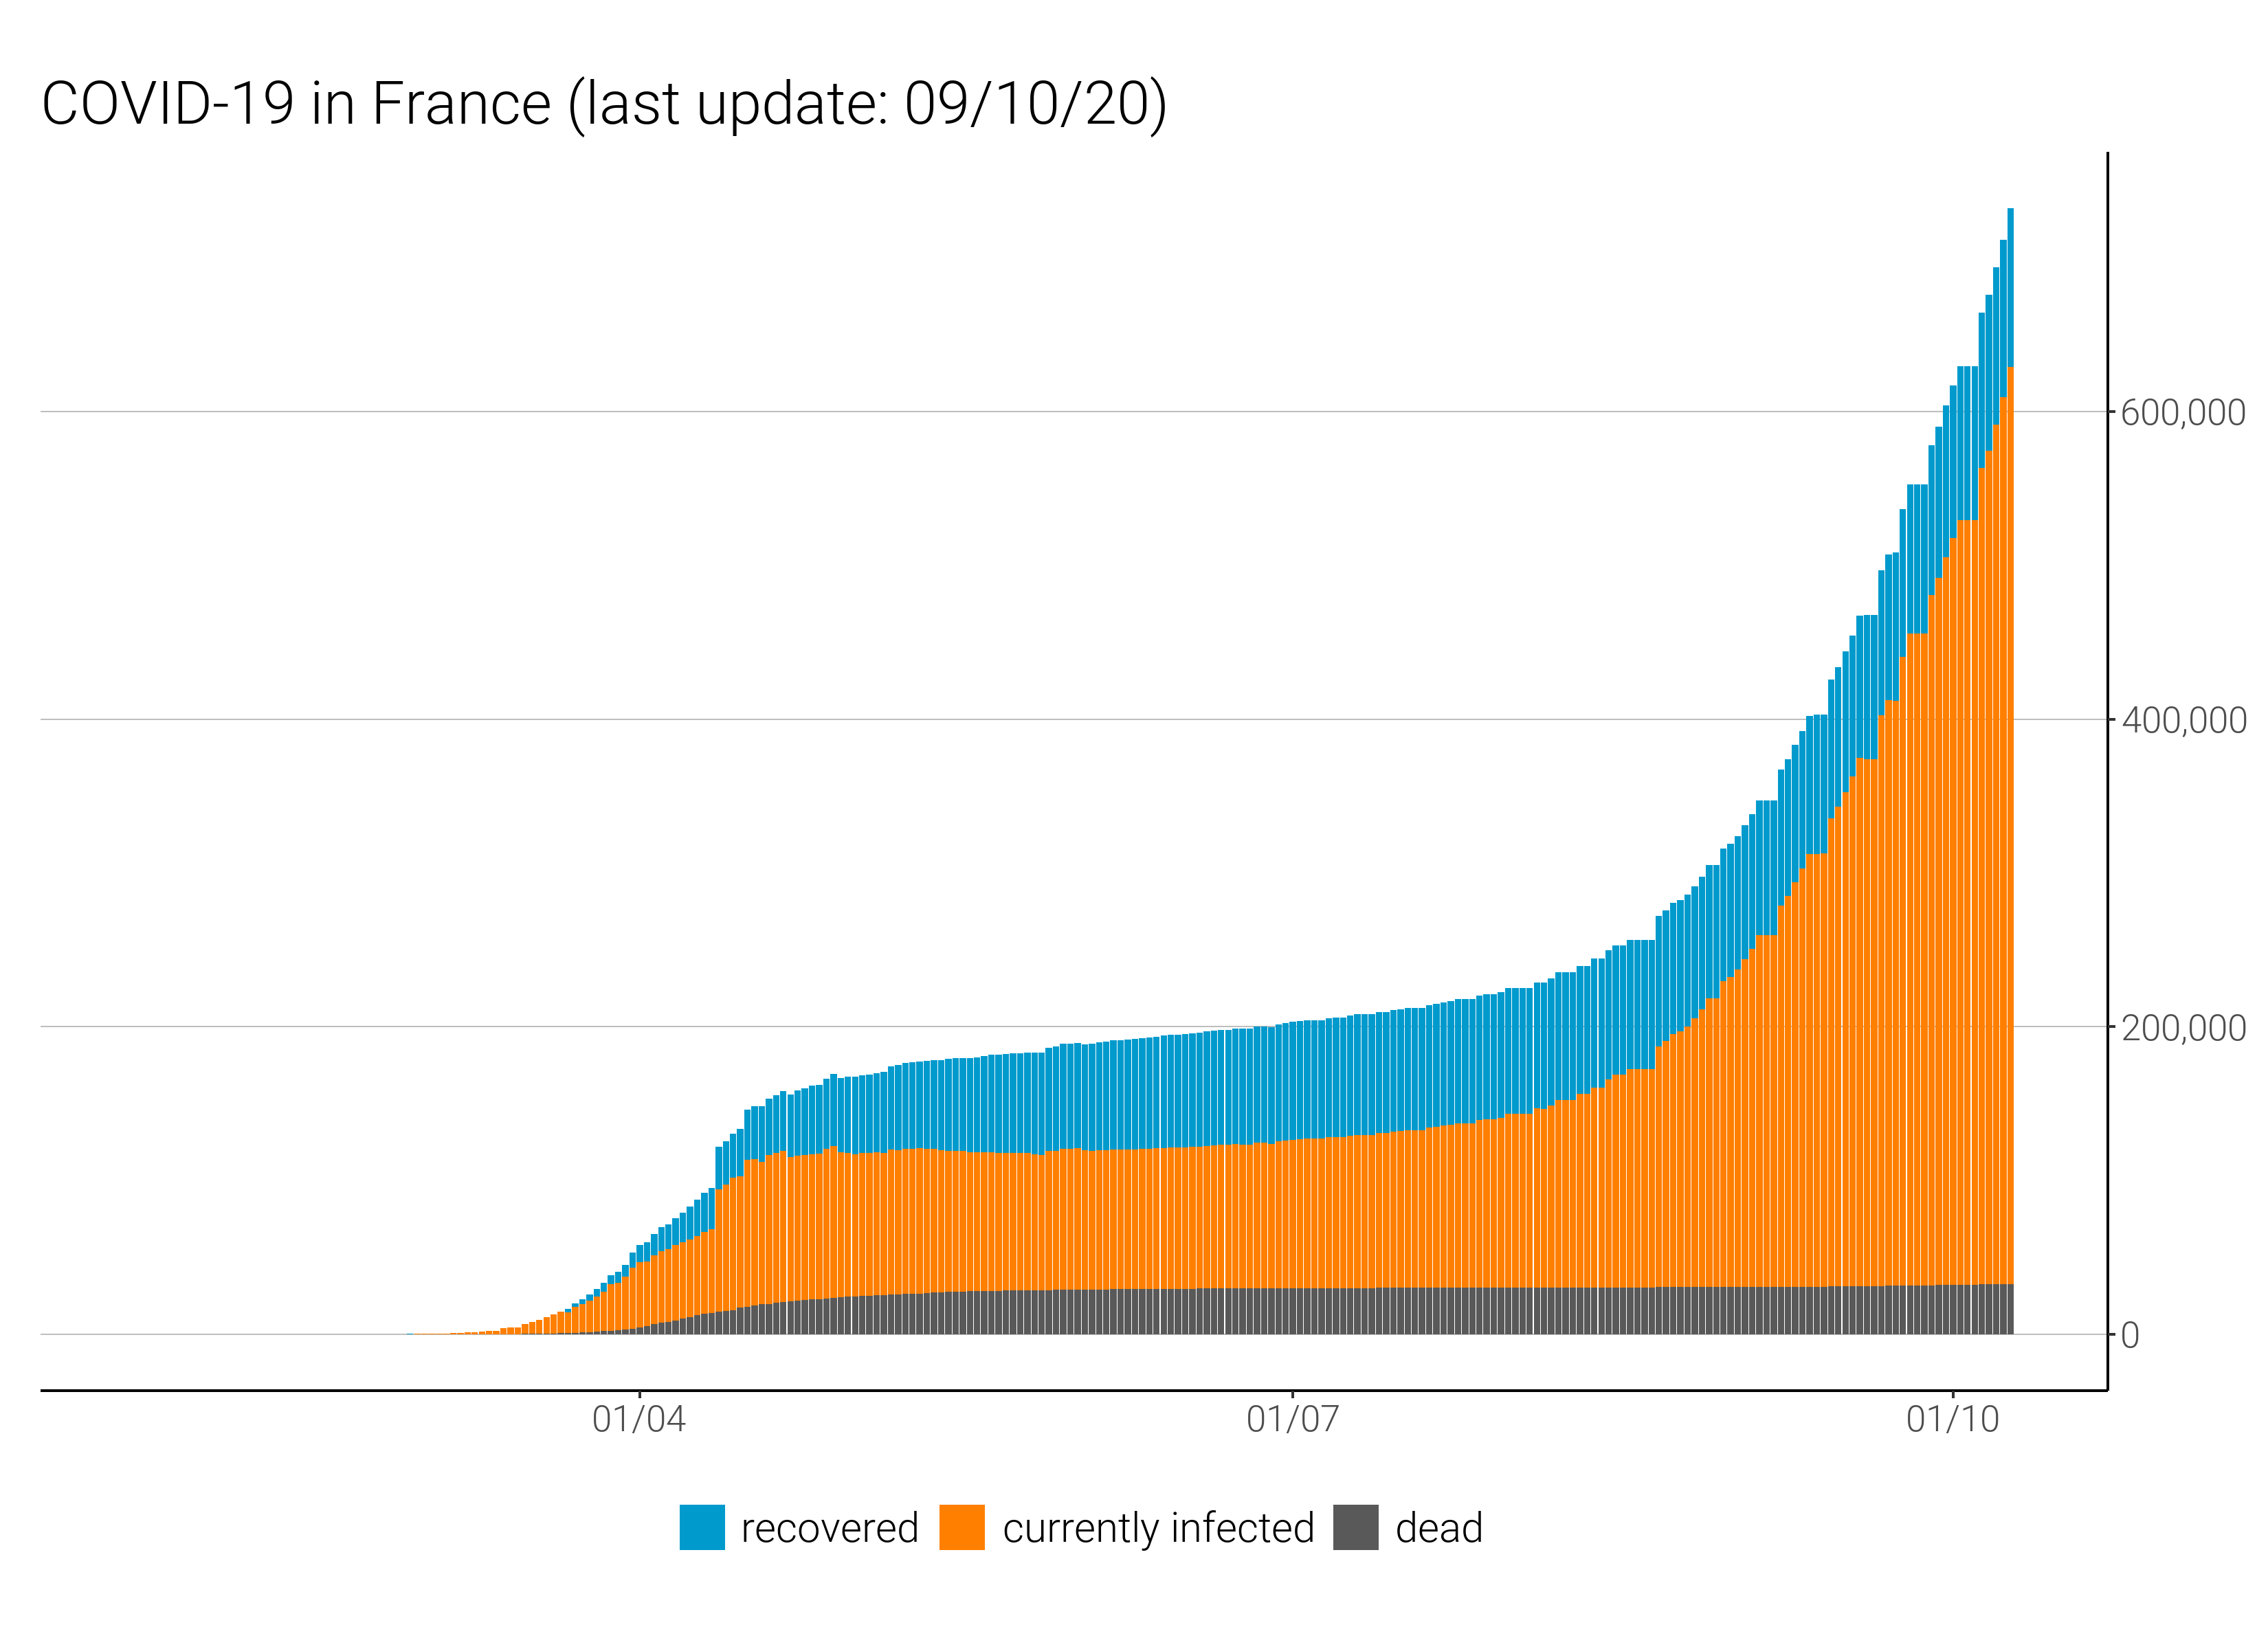 COVID-19 in France (last update: 09/10/20)
600,000
400,000
200,000
0
01/04 01/07 01/10
recovered currently infected dead